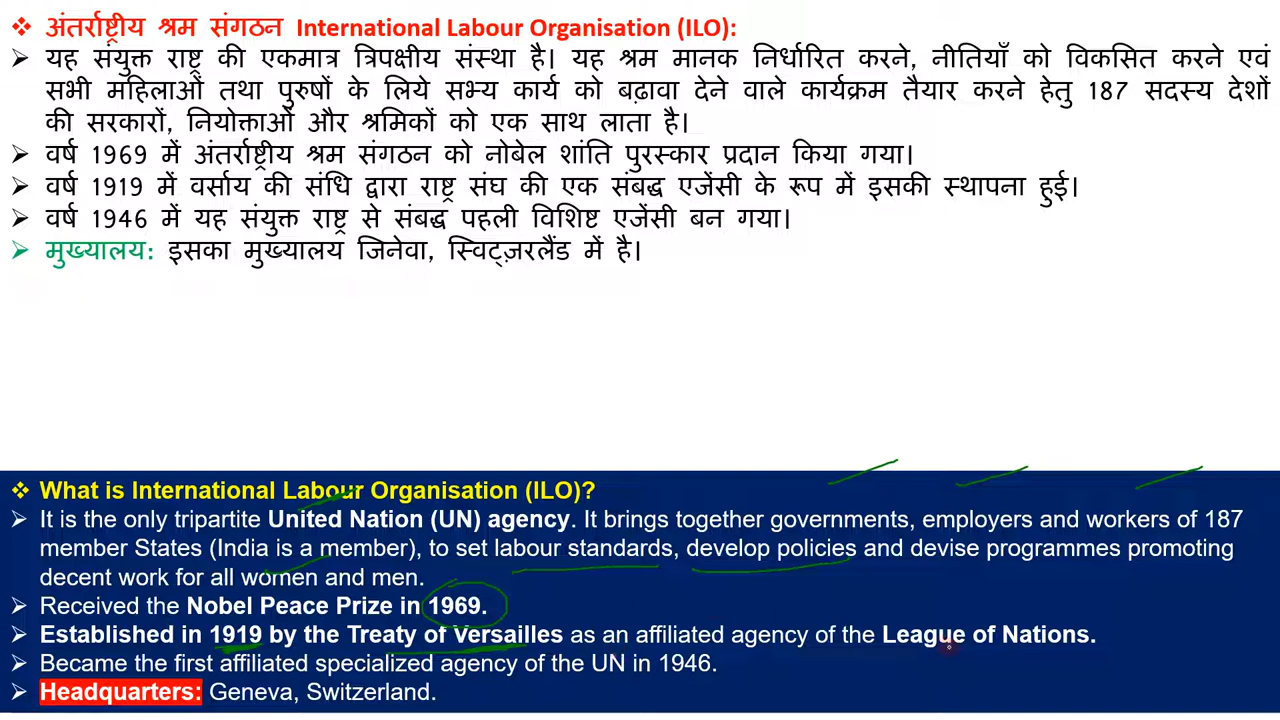 ❖ अंतर्राष्ट्रीय श्रम संगठन International Labour Organisation (ILO):
➢ यह संयुक्त राष्ट्र की एकमात्र त्रिपक्षीय संस्था है। यह श्रम मानक निर्धारित करने, नीतियाँ को विकसित करने एवं
सभी महिलाओं तथा पुरुषों के लिये सभ्य कार्य को बढ़ावा देने वाले कार्यक्रम तैयार करने हेतु 187 सदस्य देशों
की सरकारों, नियोक्ताओं और श्रमिकों को एक साथ लाता है।
➢ वर्ष 1969 में अंतर्राष्ट्रीय श्रम संगठन को नोबेल शांति पुरस्कार प्रदान किया गया।
➢ वर्ष 1919 में वर्साय की संधि द्वारा राष्ट्र संघ की एक संबद्ध एजेंसी के रूप में इसकी स्थापना हुई।
➢ वर्ष 1946 में यह संयुक्त राष्ट्र से संबद्ध पहली विशिष्ट एजेंसी बन गया।
➢ मुख्यालय: इसका मुख्यालय जिनेवा, स्विट्ज़रलैंड में है।
❖ What is International Labour Organisation (ILO)?
➢ It is the only tripartite United Nation (UN) agency. It brings together governments, employers and workers of 187
member States (India is a member), to set labour standards, develop policies and devise programmes promoting
decent work for all women and men.
➢ Received the Nobel Peace Prize in 1969.
➢ Established in 1919 by the Treaty of Versailles as an affiliated agency of the League of Nations.
➢ Became the first affiliated specialized agency of the UN in 1946.
➢ Headquarters: Geneva, Switzerland.